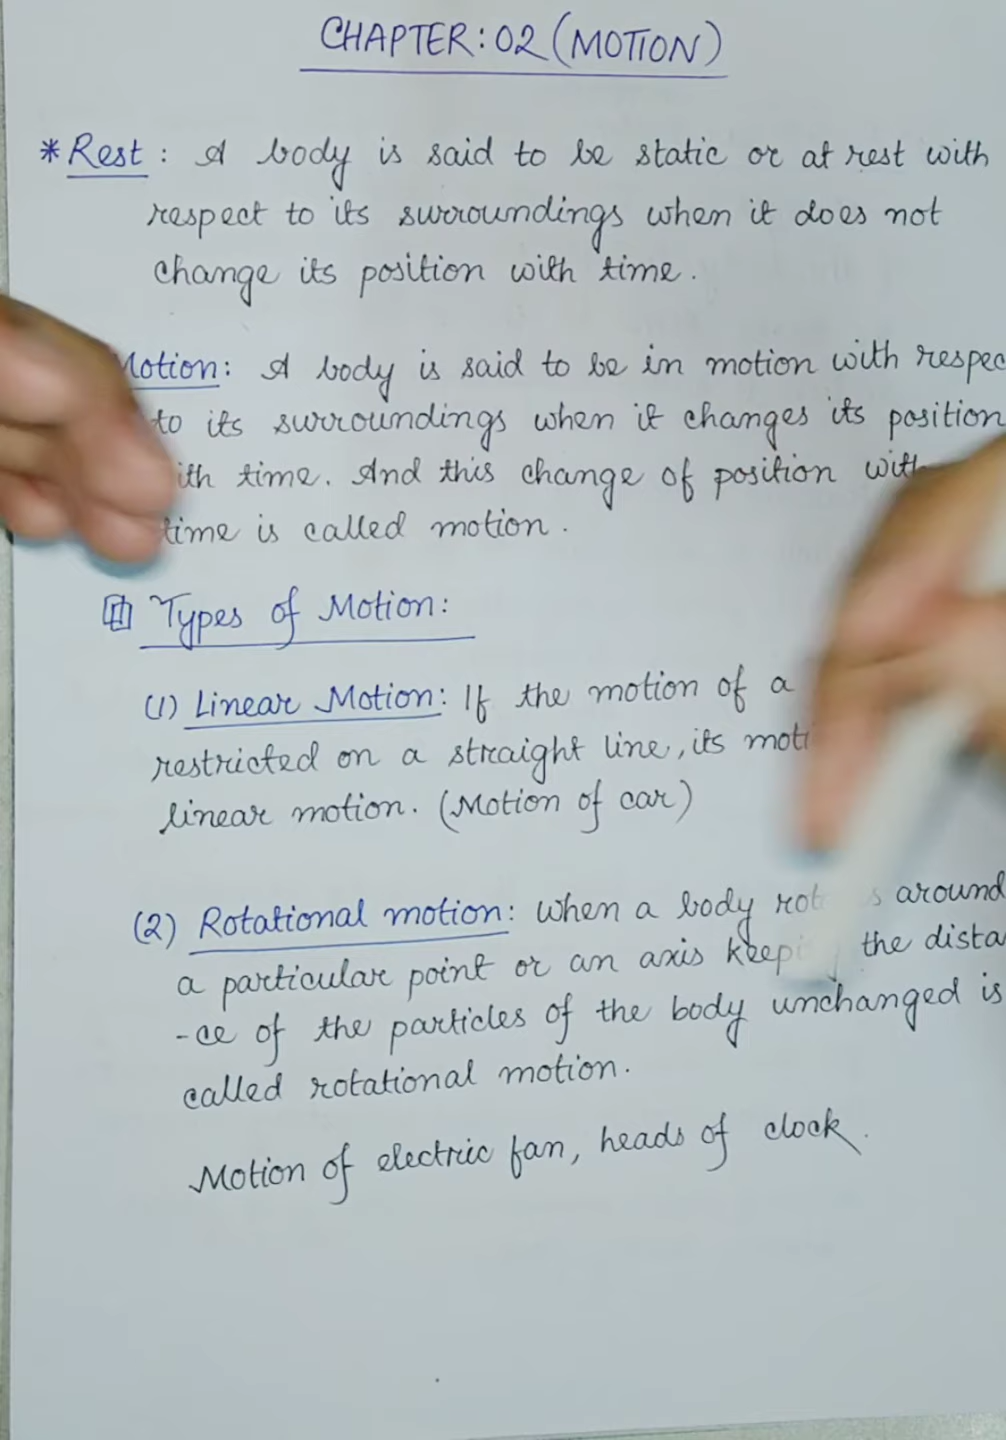 CHAPTER: 02 (MOTION)
* Rest : A body is said to be static or at rest with
respect to its surroundings when it does not
change its position with time.
Motion: A body is said to be in motion with respec
to its surroundings when it changes its position
ith time. And this change of position with
time is called motion.
Types of Motion:
(1) Linear Motion: If the motion of a
restricted on a straight line, its moti
linear motion. (Motion of car)
(2) Rotational motion: when a body rot s around
a particular point or an axis keepi the dista
-ce of the particles of the body unchanged is
called rotational motion.
Motion of electric fan, heads of clock.